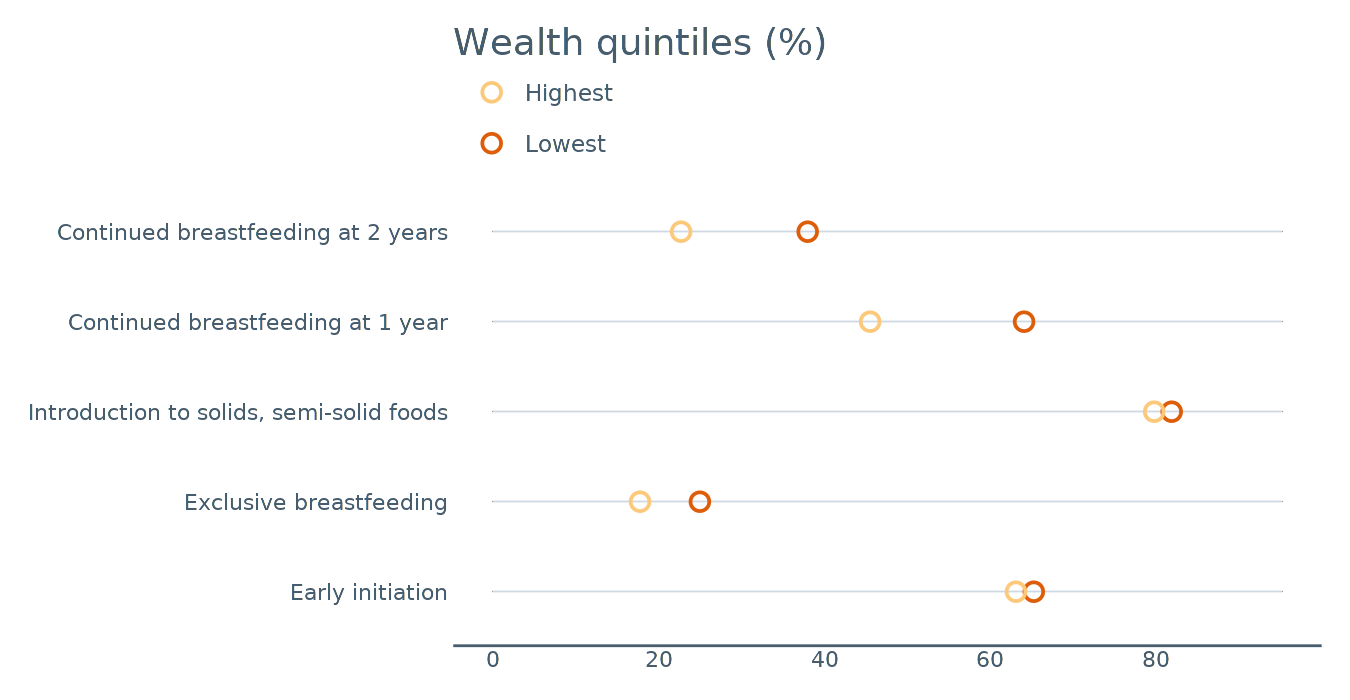 Wealth quintiles (%)
Highest
Lowest
Continued breastfeeding at 2 years
Continued breastfeeding at 1 year
Introduction to solids, semi-solid foods
Exclusive breastfeeding
Early initiation
0 20 40 60 80